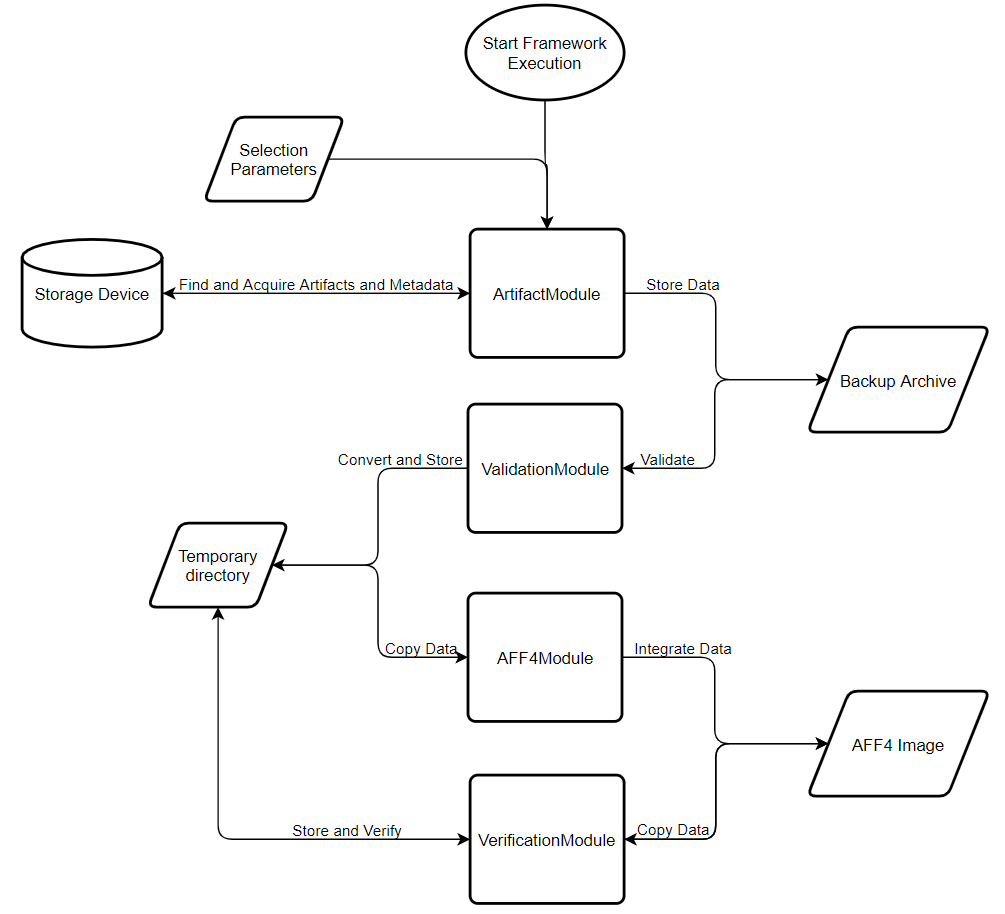 Start Framework
Execution
Selection
Parameters
Find and Acquire Artifacts and Metadata
Storage Device
ArtifactModule
Store Data
Backup Archive
Convert and Store
ValidationModule
Validate
Temporary
directory
Copy Data
AFF4Module
Integrate Data
AFF4 Image
Store and Verify
VerificationModule
Copy Data